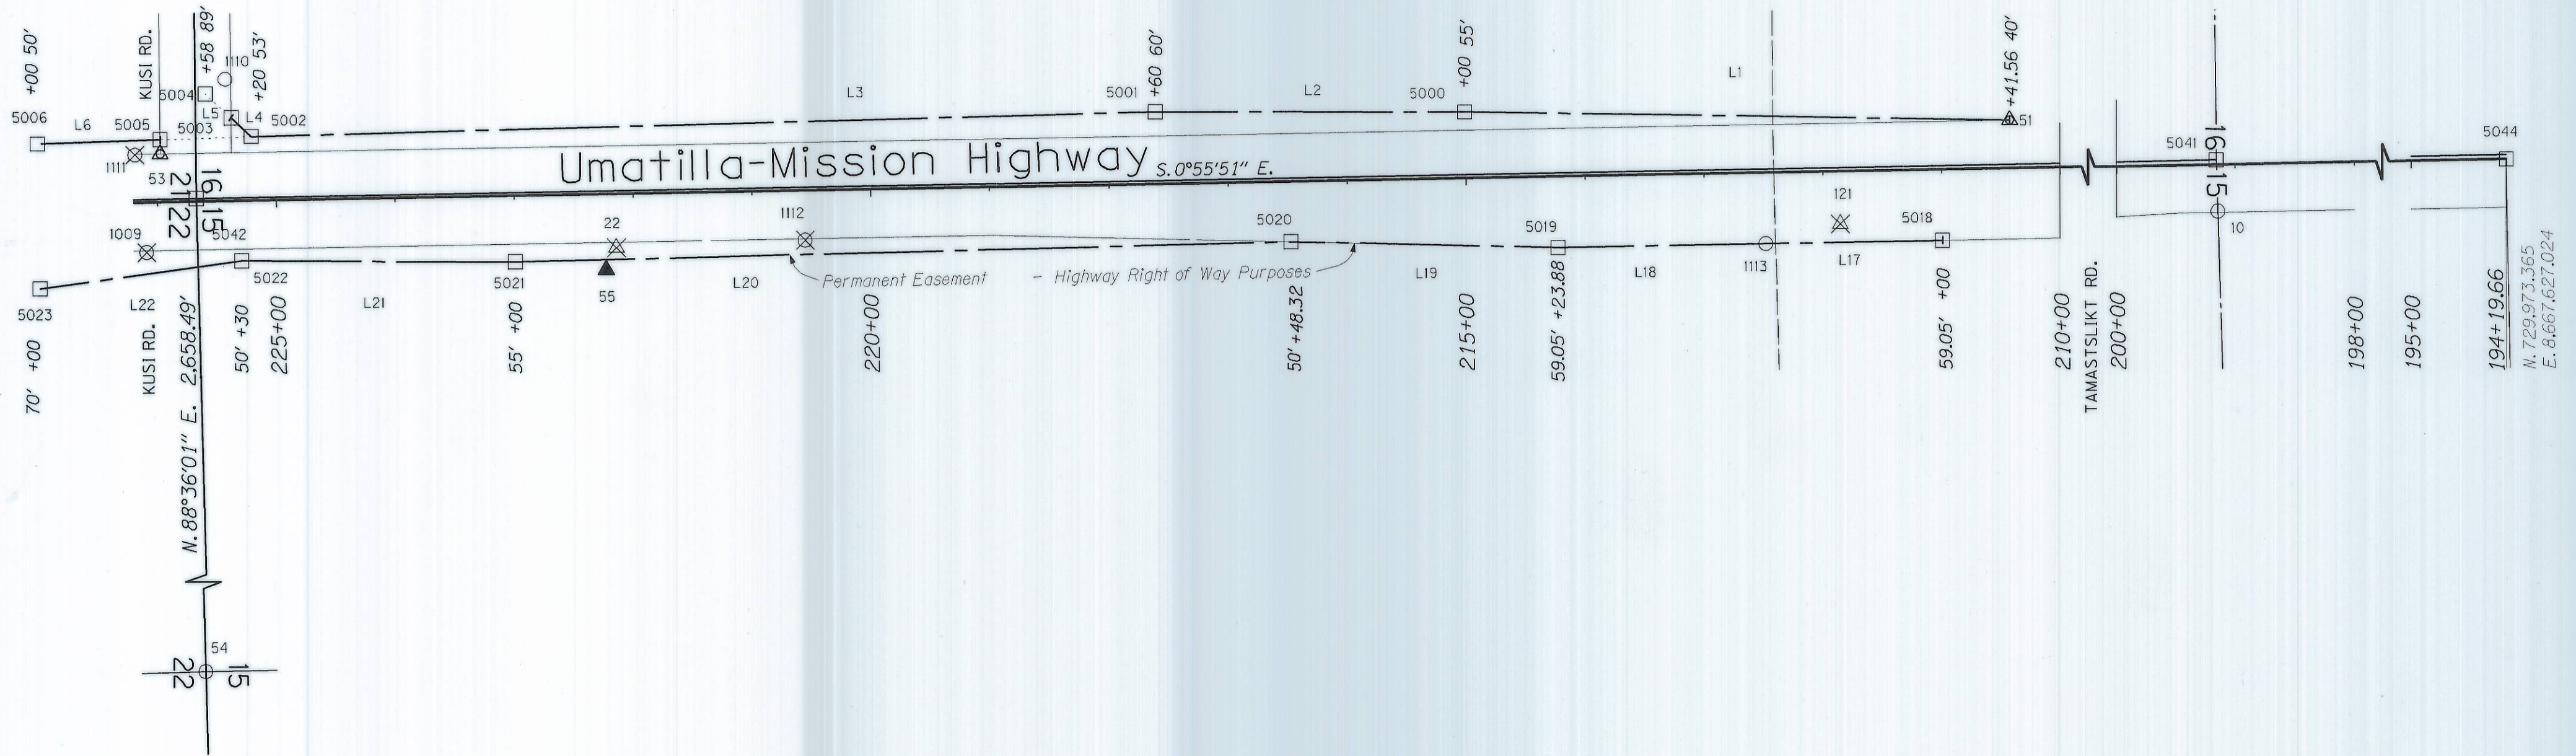 +00 50'
KUSI RD.
+58 89'
+20 53'
+60 60'
+00 55'
+41.56 40'
5006
L6
5005
5004
1110
5003
L5
L4
5002
L3
5001
L2
5000
L1
51
1111
53
21
16
22
15
Umatilla-Mission Highway
S.0°55'51" E.
5041
16
15
5044
10
1009
5042
22
1112
5020
5019
121
5018
5023
L22
5022
L21
5021
55
L20
Permanent Easement - Highway Right of Way Purposes
L19
L18
1113
L17
70' +00
KUSI RD.
N.88°36'01" E. 2,658.49'
50' +30
225+00
55' +00
220+00
50' +48.32
215+00
59.05' +23.88
59.05' +00
210+00
TAMASTSLIKT RD.
200+00
198+00
195+00
194+19.66
N.729,973.365
E.8,667,627.024
54
22
15